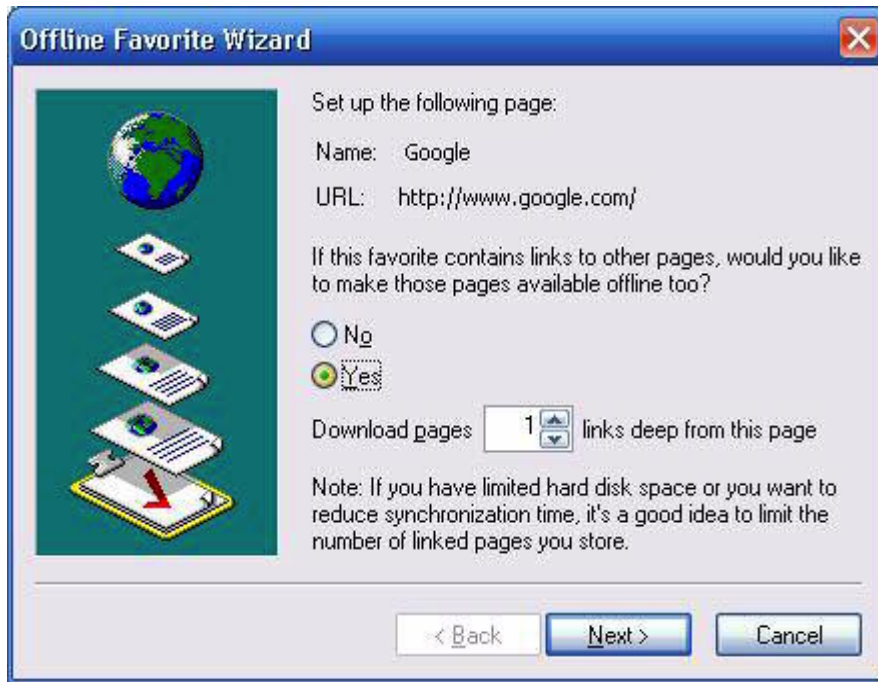 Offline Favorite Wizard
Set up the following page:
Name: Google
URL: http://www.google.com/
If this favorite contains links to other pages, would you like
to make those pages available offline too?
No
Yes
Download pages 1 links deep from this page
Note: If you have limited hard disk space or you want to
reduce synchronization time, it's a good idea to limit the
number of linked pages you store.
< Back Next > Cancel